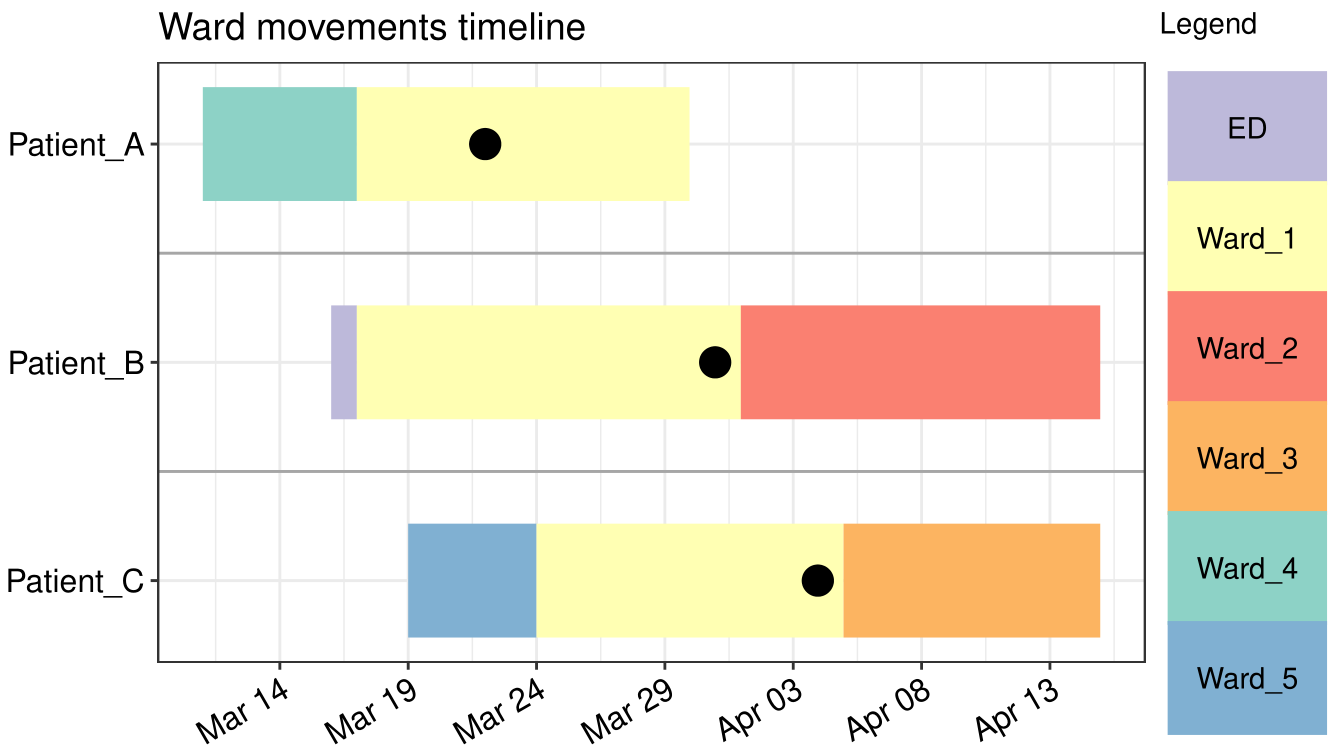 Ward movements timeline
Legend
Patient_A
Patient_B
Patient_C
Mar 14
Mar 19
Mar 24
Mar 29
Apr 03
Apr 08
Apr 13
ED
Ward_1
Ward_2
Ward_3
Ward_4
Ward_5